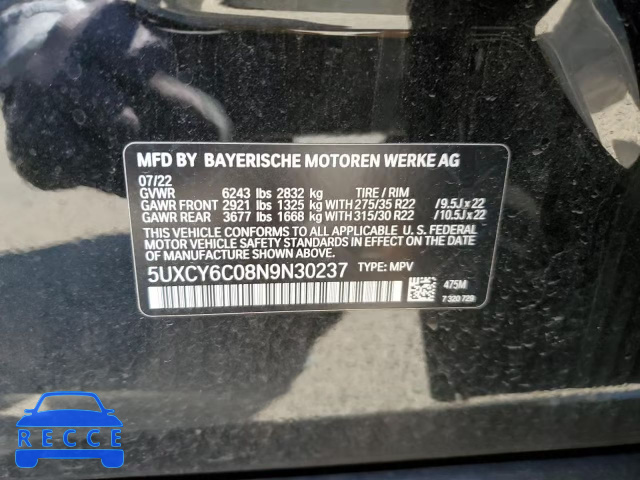 MFD BY BAYERISCHE MOTOREN WERKE AG
07/22
GVWR 6243 lbs 2832 kg TIRE / RIM
GAWR FRONT 2921 lbs 1325 kg WITH 275/35 R22 /9.5J x 22
GAWR REAR 3677 lbs 1668 kg WITH 315/30 R22 /10.5J x 22
THIS VEHICLE CONFORMS TO ALL APPLICABLE U. S. FEDERAL
MOTOR VEHICLE SAFETY STANDARDS IN EFFECT ON THE DATE
OF MANUFACTURE SHOWN ABOVE.
5UXCY6C08N9N30237 TYPE: MPV
475M
7 320 729
RECCE